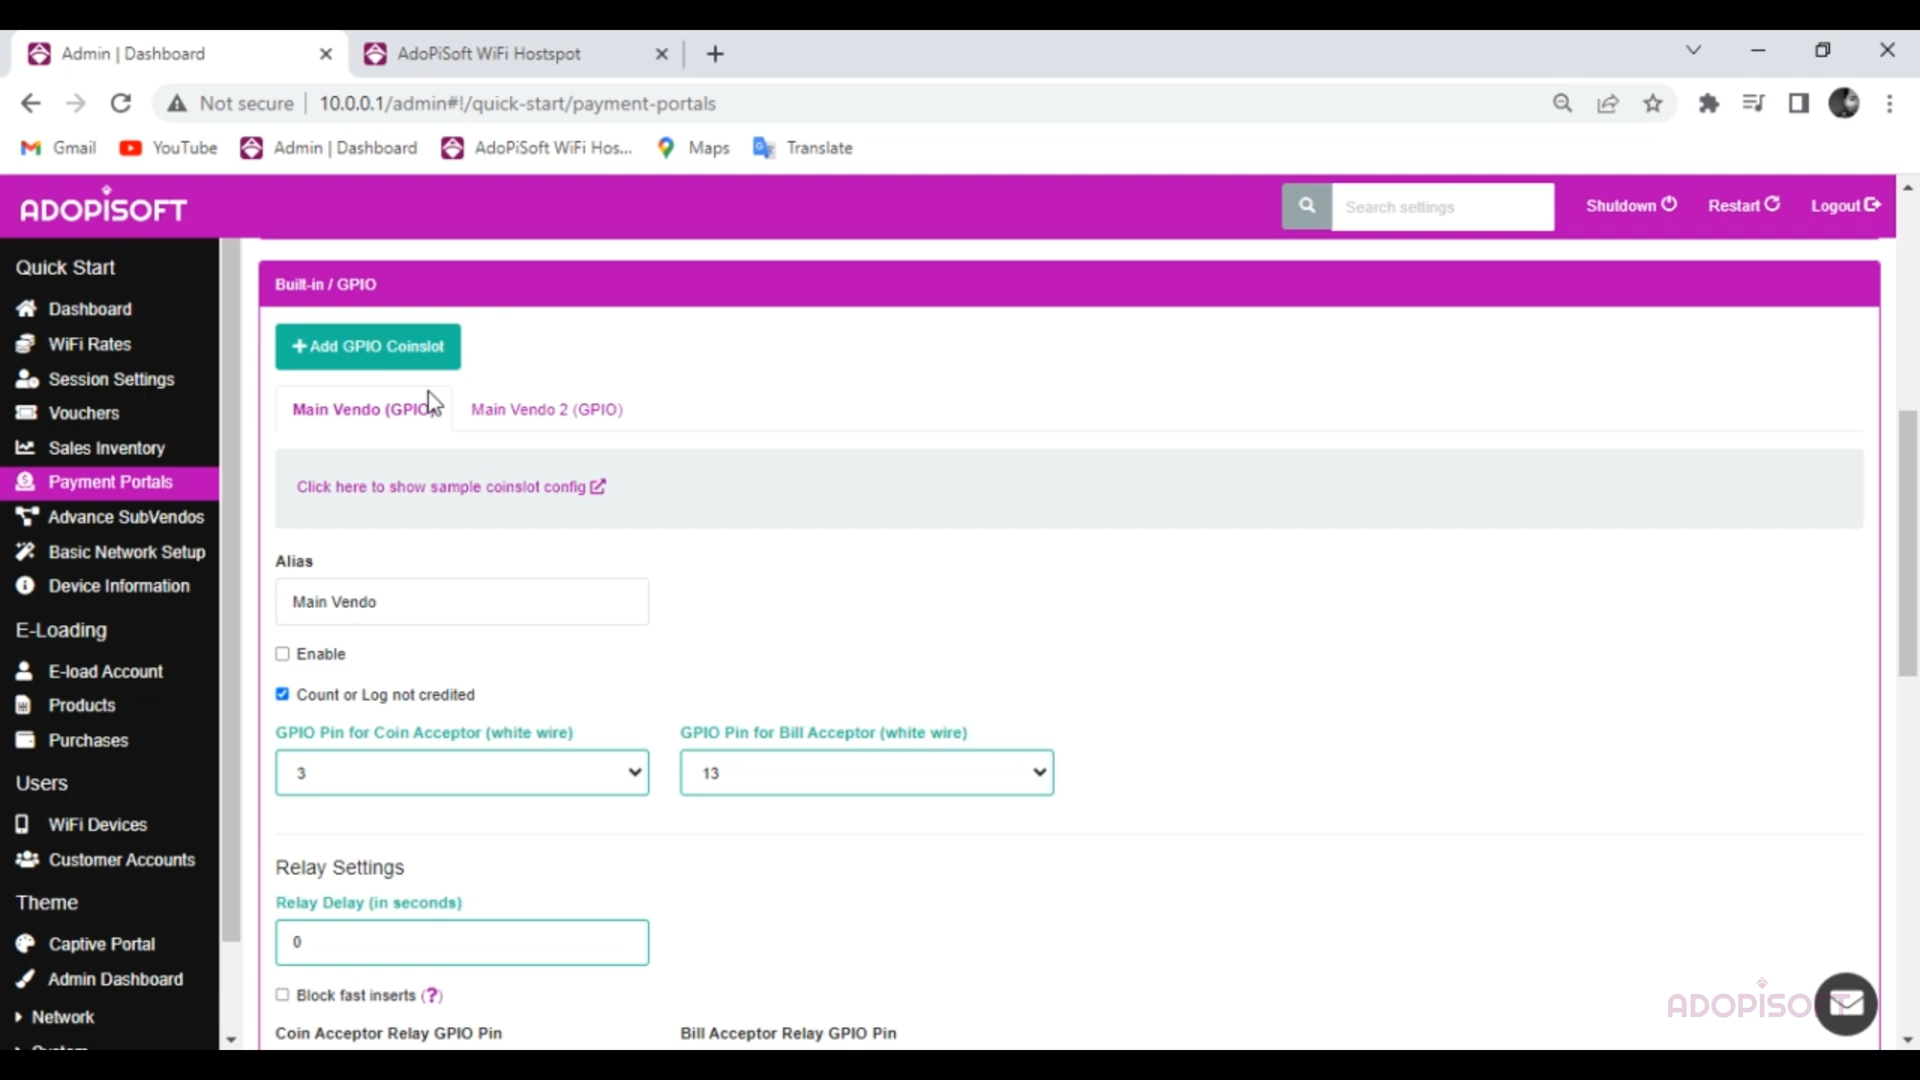 Admin | Dashboard
AdoPiSoft WiFi Hostspot
Not secure
10.0.0.1/admin#!/quick-start/payment-portals
Gmail
YouTube
Admin | Dashboard
AdoPiSoft WiFi Hos...
Maps
Translate
ADOPISOFT
Search settings
Shutdown
Restart
Logout
Quick Start
Dashboard
WiFi Rates
Session Settings
Vouchers
Sales Inventory
Payment Portals
Advance SubVendos
Basic Network Setup
Device Information
E-Loading
E-load Account
Products
Purchases
Users
WiFi Devices
Customer Accounts
Theme
Captive Portal
Admin Dashboard
Network
Built-in / GPIO
+ Add GPIO Coinslot
Main Vendo (GPIO)
Main Vendo 2 (GPIO)
Click here to show sample coinslot config
Alias
Main Vendo
Enable
Count or Log not credited
GPIO Pin for Coin Acceptor (white wire)
GPIO Pin for Bill Acceptor (white wire)
3
13
Relay Settings
Relay Delay (in seconds)
0
Block fast inserts (?)
Coin Acceptor Relay GPIO Pin
Bill Acceptor Relay GPIO Pin